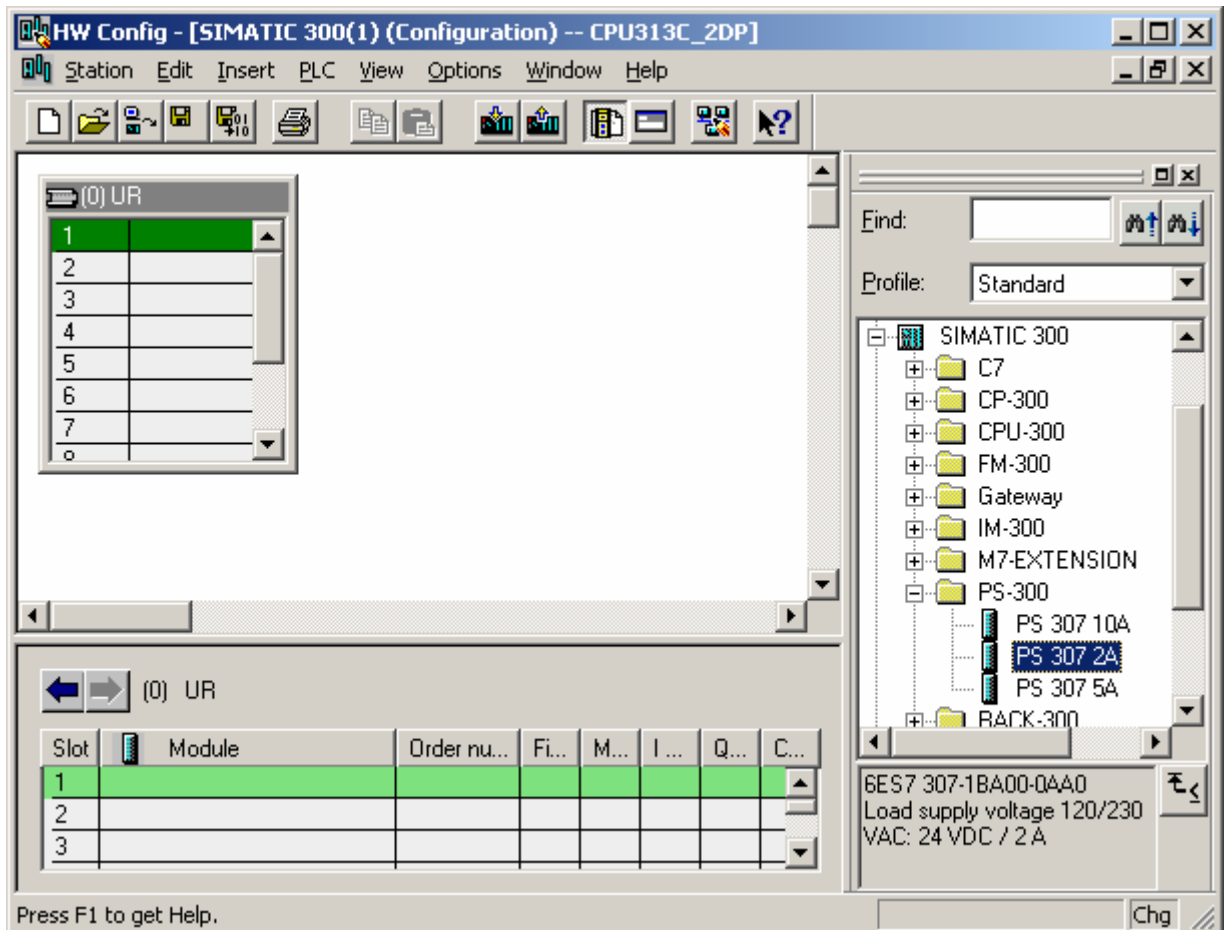 HW Config - [SIMATIC 300(1) (Configuration) -- CPU313C_2DP]
Station Edit Insert PLC View Options Window Help
(0) UR
1
2
3
4
5
6
7
8
Find:
Profile: Standard
SIMATIC 300
C7
CP-300
CPU-300
FM-300
Gateway
IM-300
M7-EXTENSION
PS-300
PS 307 10A
PS 307 2A
PS 307 5A
RACK-300
6ES7 307-1BA00-0AA0
Load supply voltage 120/230
VAC: 24 VDC / 2 A
(0) UR
Slot Module Order nu... Fi... M... I ... Q... C...
1
2
3
Press F1 to get Help.
Chg